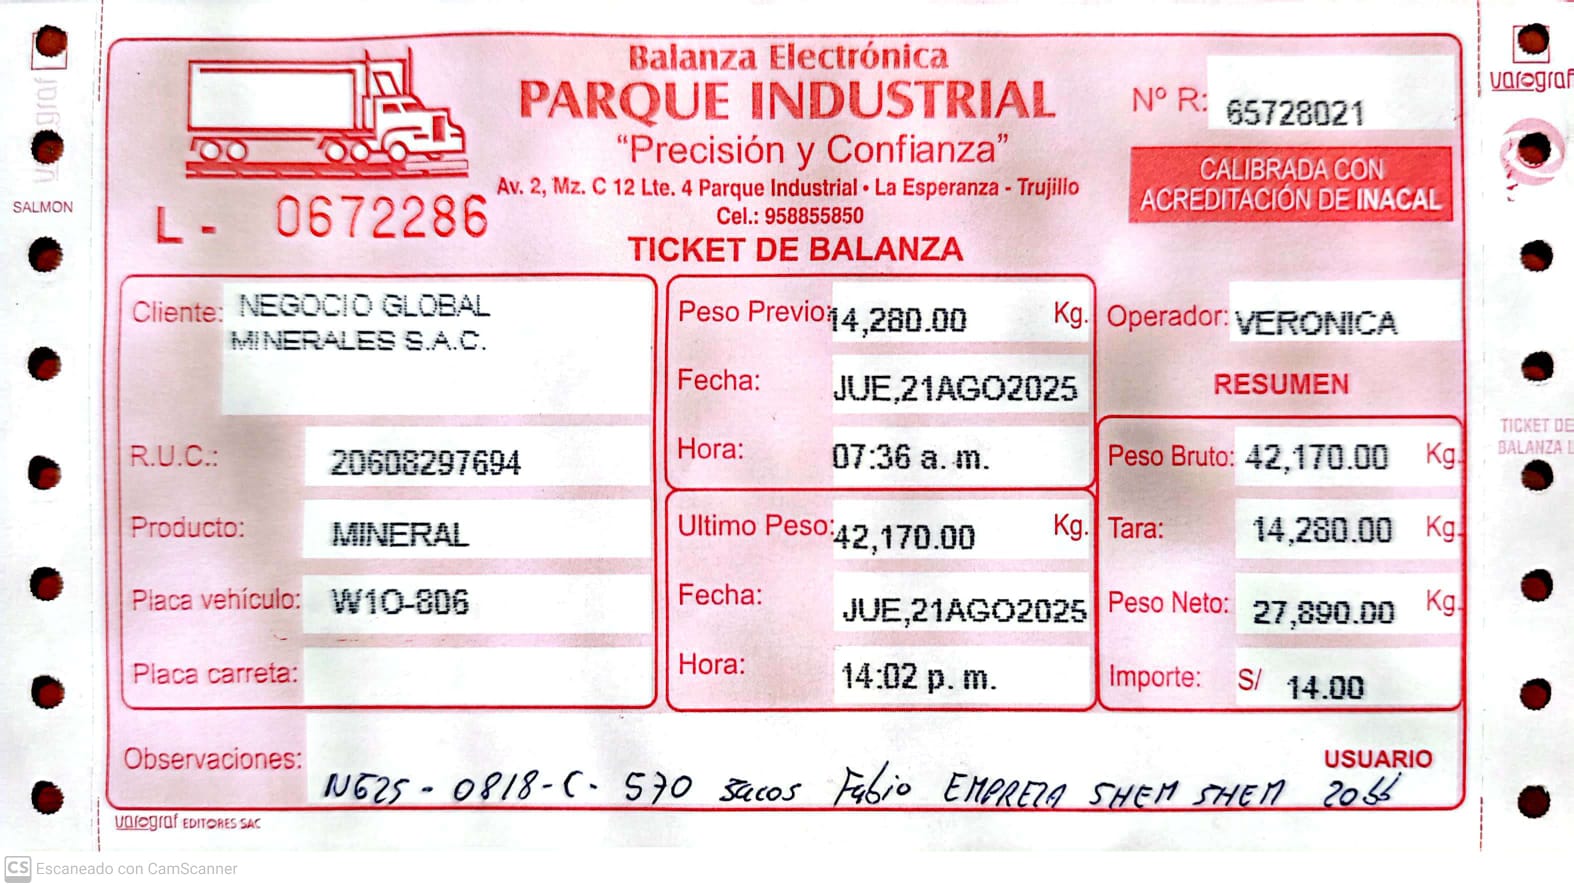 Balanza Electrónica
PARQUE INDUSTRIAL
"Precisión y Confianza"
Av. 2, Mz. C 12 Lte. 4 Parque Industrial • La Esperanza - Trujillo
Cel.: 958855850
TICKET DE BALANZA
L - 0672286
Nº R: 65728021
CALIBRADA CON
ACREDITACIÓN DE INACAL
varograf
SALMON
Cliente: NEGOCIO GLOBAL
MINERALES S.A.C.
R.U.C.: 20608297694
Producto: MINERAL
Placa vehículo: W1O-806
Placa carreta:
Peso Previo: 14,280.00 Kg.
Fecha: JUE,21AGO2025
Hora: 07:36 a. m.
Ultimo Peso: 42,170.00 Kg.
Fecha: JUE,21AGO2025
Hora: 14:02 p. m.
Operador: VERONICA
RESUMEN
Peso Bruto: 42,170.00 Kg.
Tara: 14,280.00 Kg.
Peso Neto: 27,890.00 Kg.
Importe: S/ 14.00
Observaciones: NG25 - 0818-C- 570 sacos Fabio EMPREZA SHEM SHEM
USUARIO
varograf EDITORES SAC
varograf
TICKET DE
BALANZA L
CS Escaneado con CamScanner